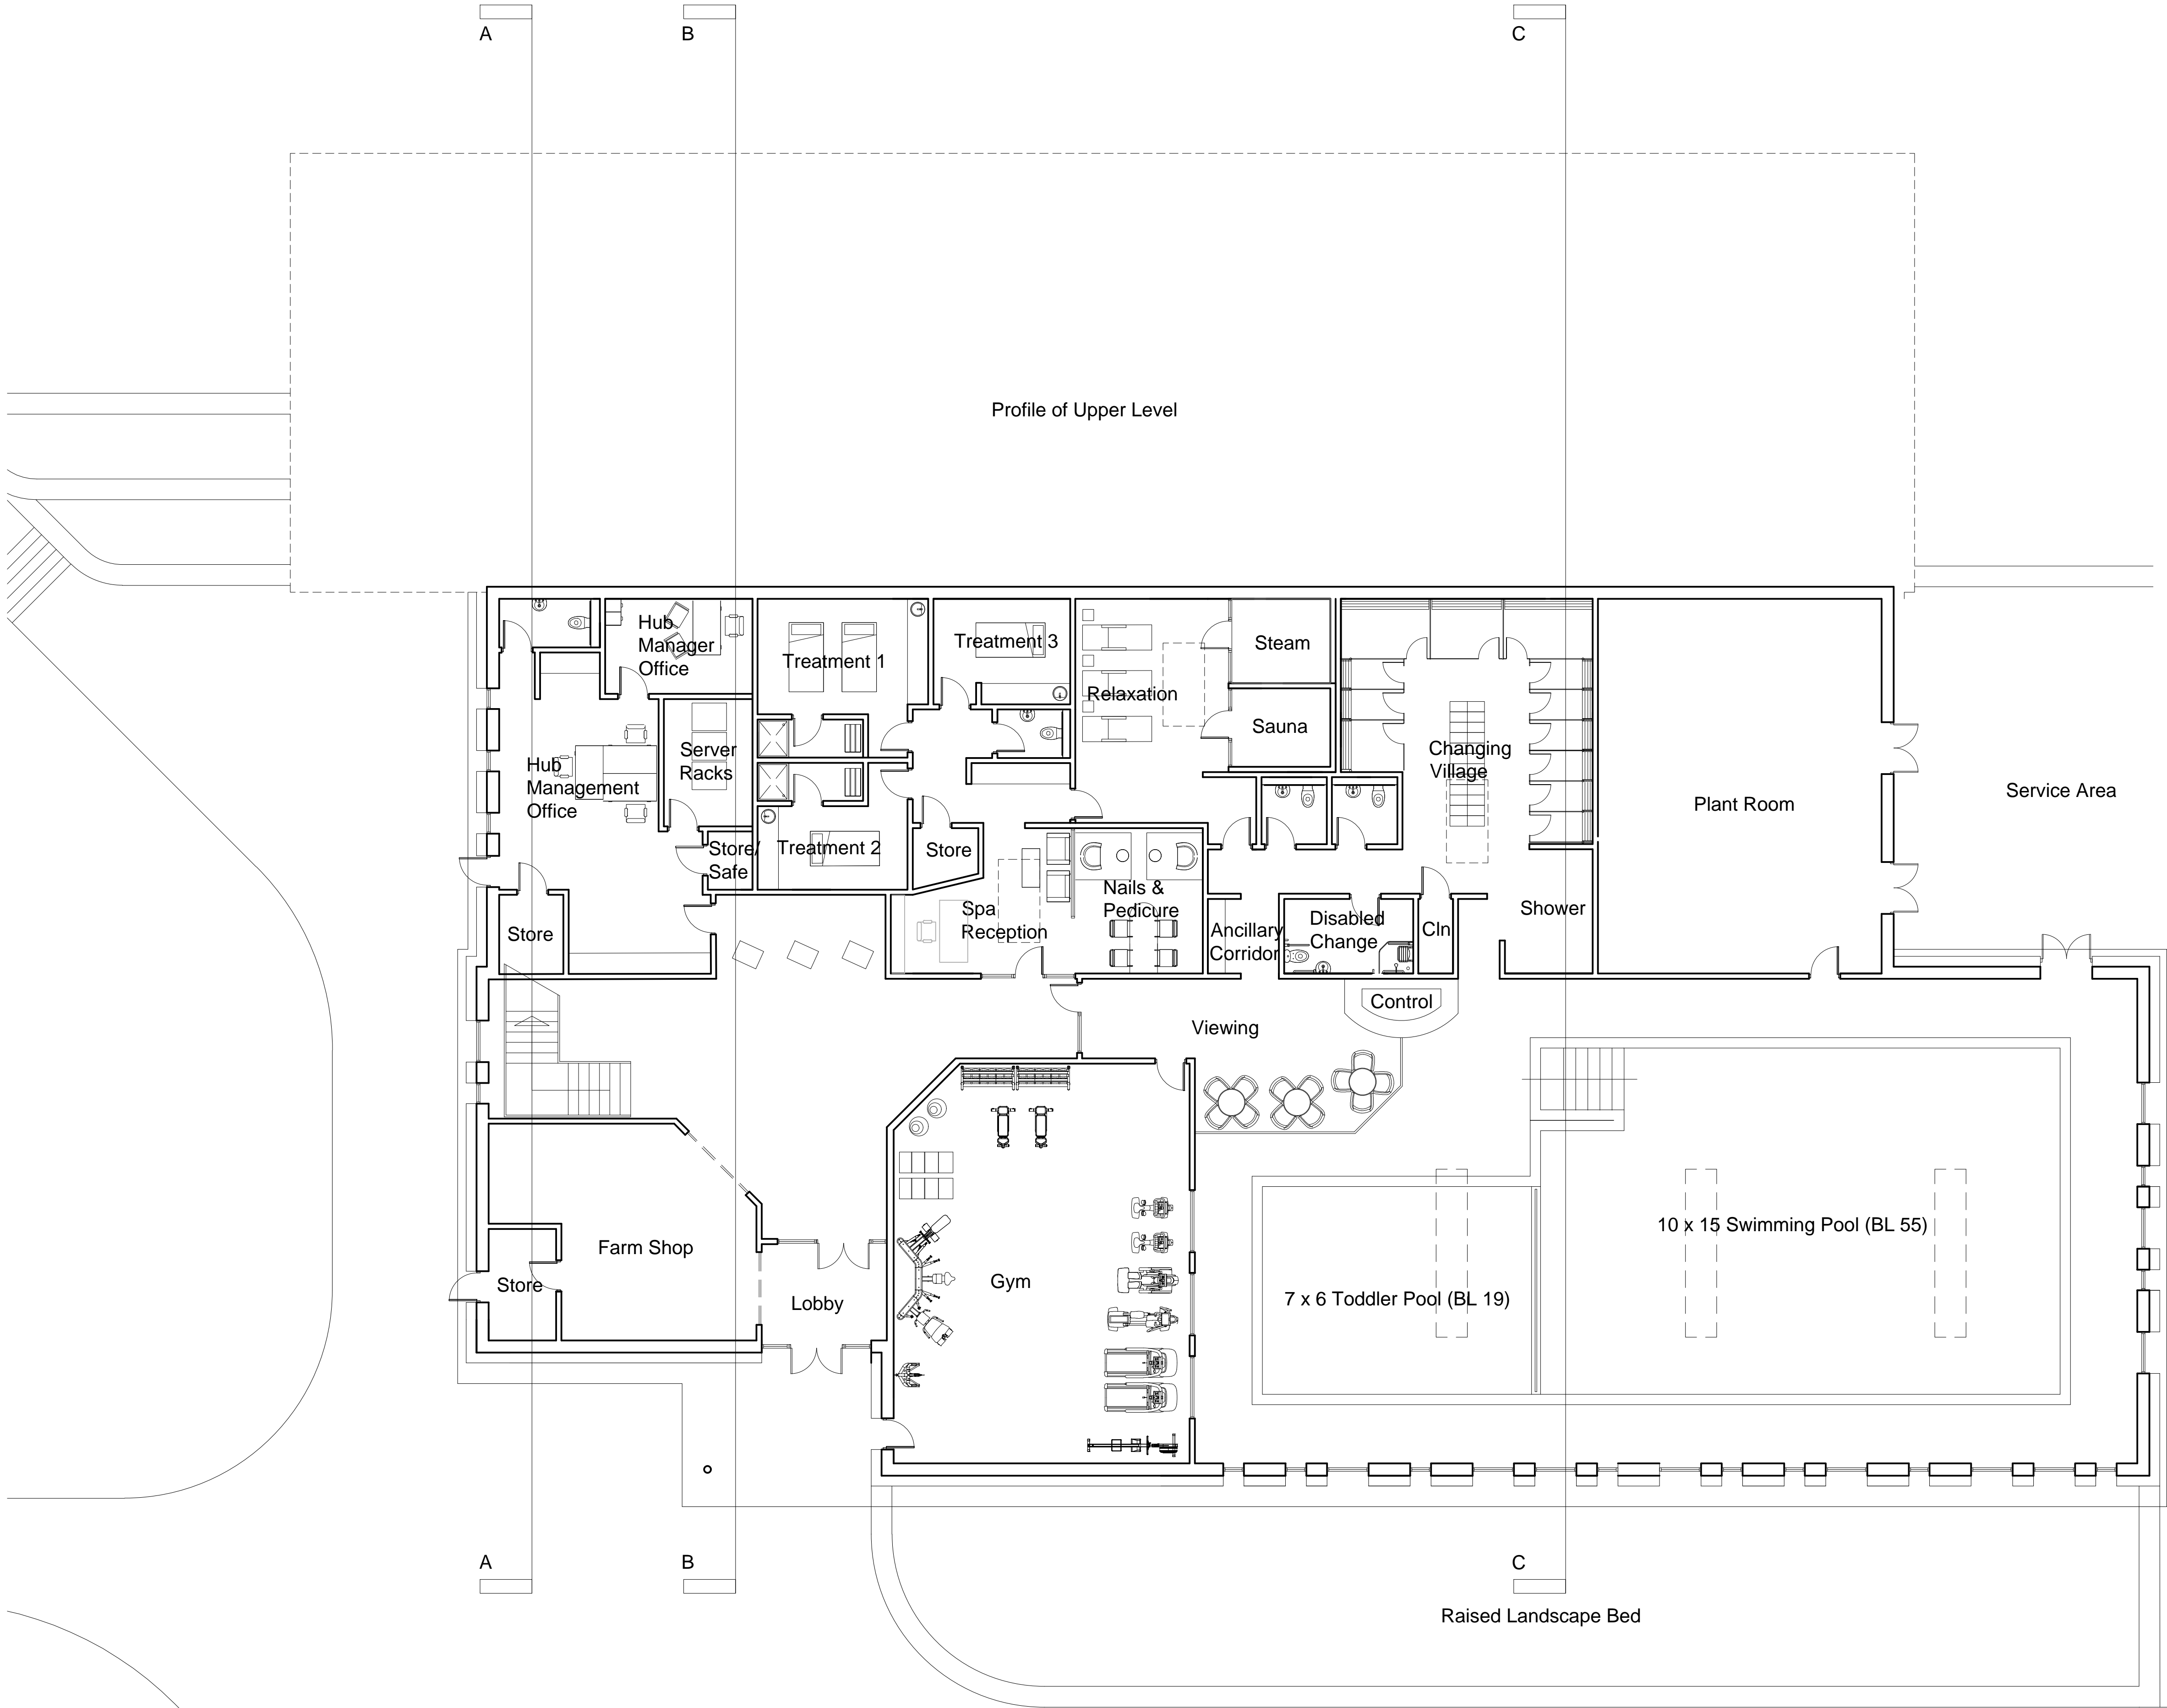 A
B
C
Profile of Upper Level
Hub
Manager
Office
Treatment 1
Treatment 3
Steam
Relaxation
Sauna
Server
Racks
Changing
Village
Hub
Management
Office
Plant Room
Service Area
Store/
Safe
Treatment 2
Store
Nails &
Pedicure
Spa
Reception
Shower
Disabled
Change
Cln
Ancillary
Corridor
Store
Control
Viewing
10 x 15 Swimming Pool (BL 55)
Farm Shop
Gym
Store
Lobby
7 x 6 Toddler Pool (BL 19)
A
B
C
Raised Landscape Bed